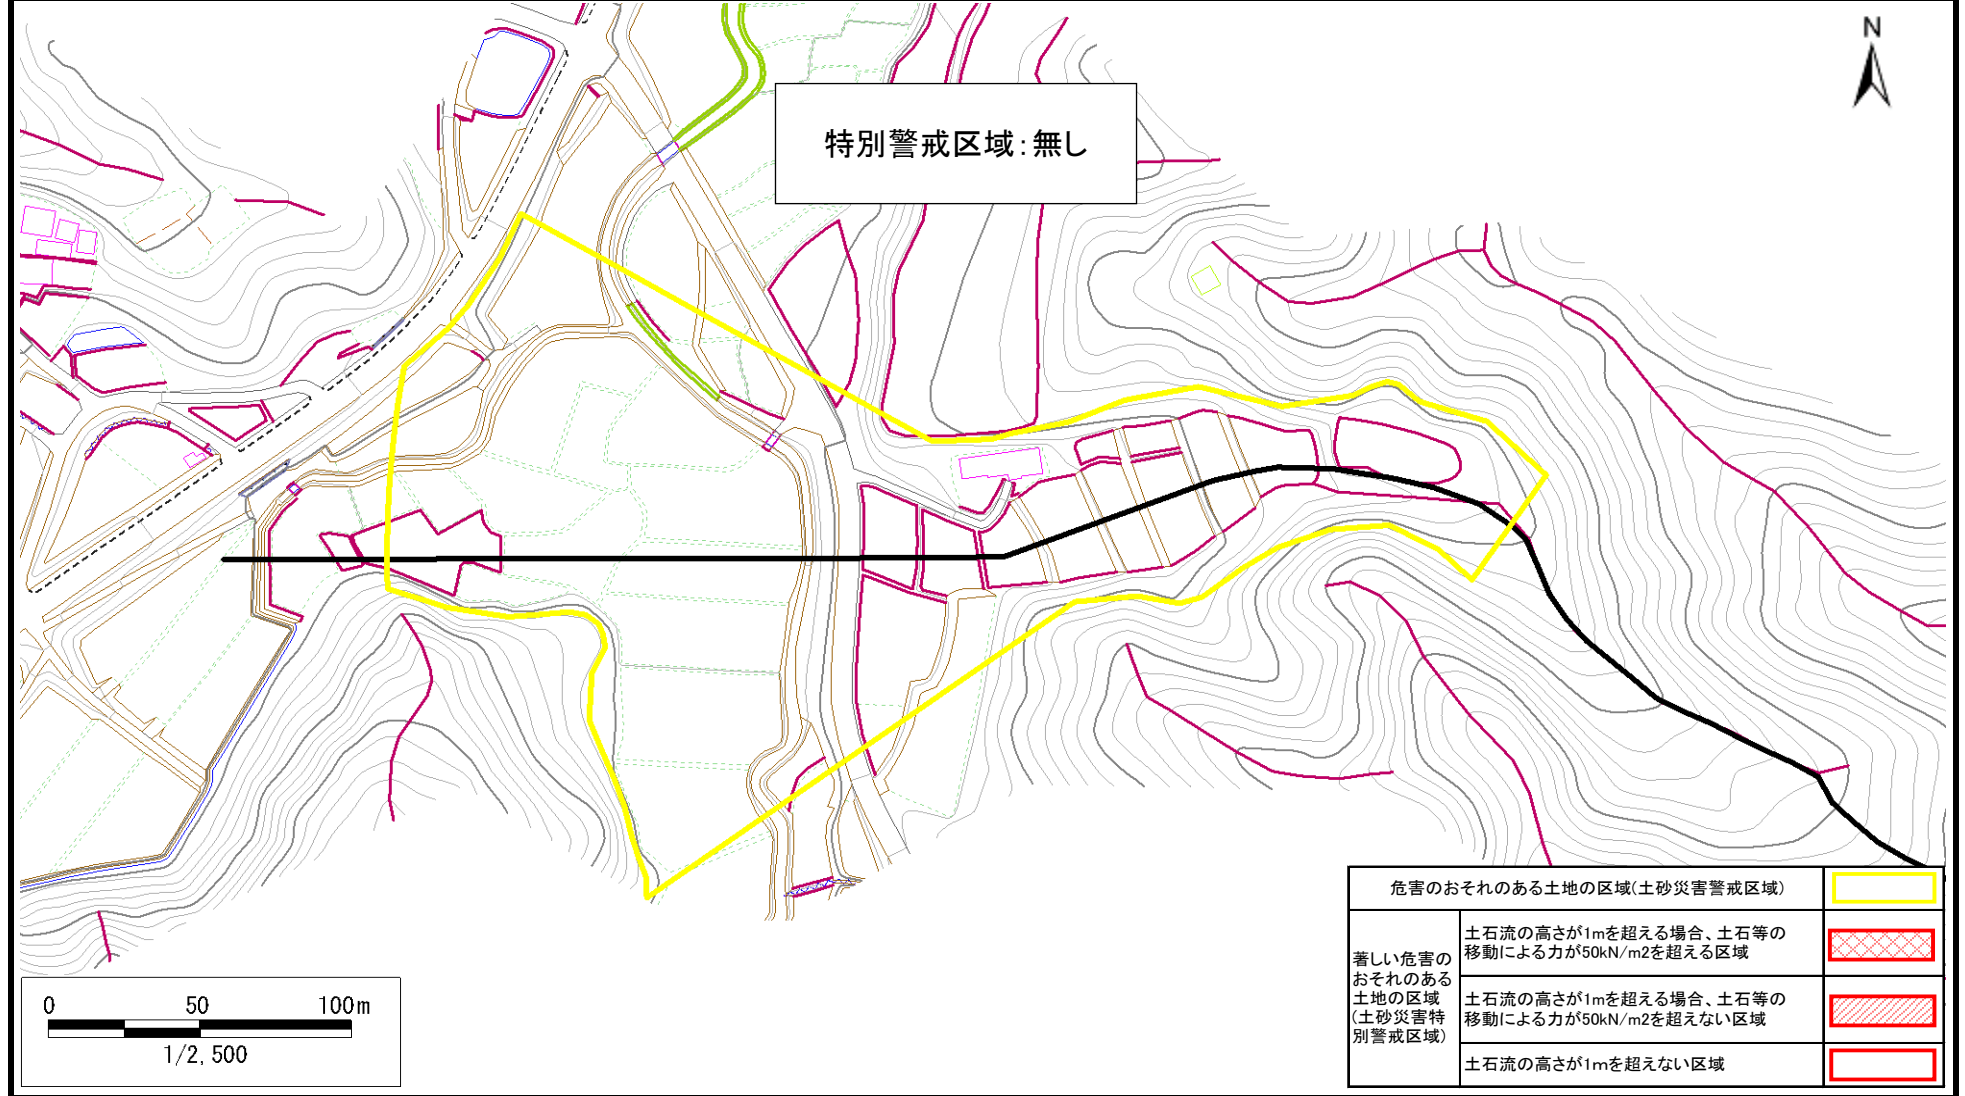 N
特別警戒区域：無し
危害のおそれのある土地の区域(土砂災害警戒区域)
著しい危害の
おそれのある
土地の区域
(土砂災害特
別警戒区域)
土石流の高さが1mを超える場合、土石等の
移動による力が50kN/m2を超える区域
土石流の高さが1mを超える場合、土石等の
移動による力が50kN/m2を超えない区域
土石流の高さが1mを超えない区域
0 50 100m
1/2,500